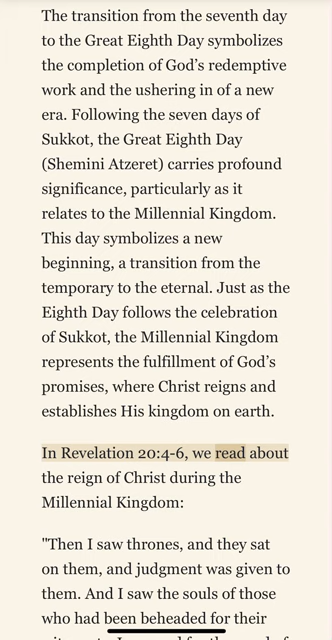 The transition from the seventh day
to the Great Eighth Day symbolizes
the completion of God’s redemptive
work and the ushering in of a new
era. Following the seven days of
Sukkot, the Great Eighth Day
(Shemini Atzeret) carries profound
significance, particularly as it
relates to the Millennial Kingdom.
This day symbolizes a new
beginning, a transition from the
temporary to the eternal. Just as the
Eighth Day follows the celebration
of Sukkot, the Millennial Kingdom
represents the fulfillment of God’s
promises, where Christ reigns and
establishes His kingdom on earth.
In Revelation 20:4-6, we read about
the reign of Christ during the
Millennial Kingdom:
"Then I saw thrones, and they sat
on them, and judgment was given to
them. And I saw the souls of those
who had been beheaded for their